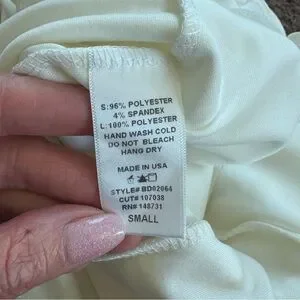 S:96% POLYESTER
4% SPANDEX
L:100% POLYESTER
HAND WASH COLD
DO NOT BLEACH
HANG DRY
MADE IN USA
STYLE# BD02064
CUT# 107038
RN# 148731
SMALL